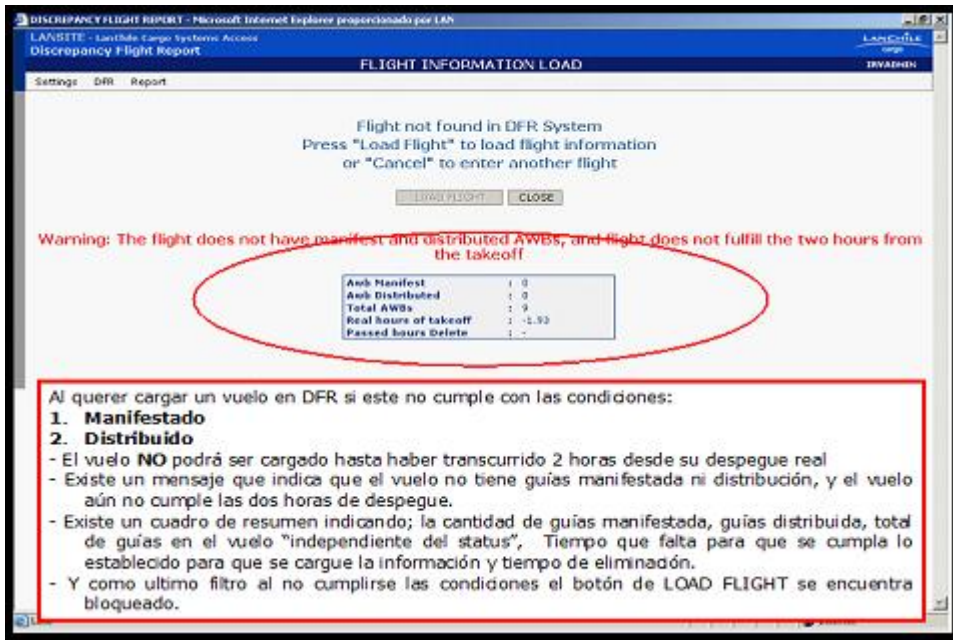 DISCREPANCY FLIGHT REPORT - Microsoft Internet Explorer proporcionado por LAN
LANSITE - LanChile Cargo Systems Access
Discrepancy Flight Report
LANCHILE
cargo
FLIGHT INFORMATION LOAD
Settings DFR Report
Flight not found in DFR System
Press "Load Flight" to load flight information
or "Cancel" to enter another flight
LOAD FLIGHT CLOSE
Warning: The flight does not have manifest and distributed AWBs, and flight does not fulfill the two hours from
the takeoff
Awb Manifest : 0
Awb Distributed : 0
Total AWBs : 9
Real hours of takeoff : -1.93
Passed hours Delete : -
Al querer cargar un vuelo en DFR si este no cumple con las condiciones:
1. Manifestado
2. Distribuido
- El vuelo NO podrá ser cargado hasta haber transcurrido 2 horas desde su despegue real
- Existe un mensaje que indica que el vuelo no tiene guías manifestada ni distribución, y el vuelo
aún no cumple las dos horas de despegue.
- Existe un cuadro de resumen indicando; la cantidad de guías manifestada, guías distribuida, total
de guías en el vuelo "independiente del status", Tiempo que falta para que se cumpla lo
establecido para que se cargue la información y tiempo de eliminación.
- Y como ultimo filtro al no cumplirse las condiciones el botón de LOAD FLIGHT se encuentra
bloqueado.